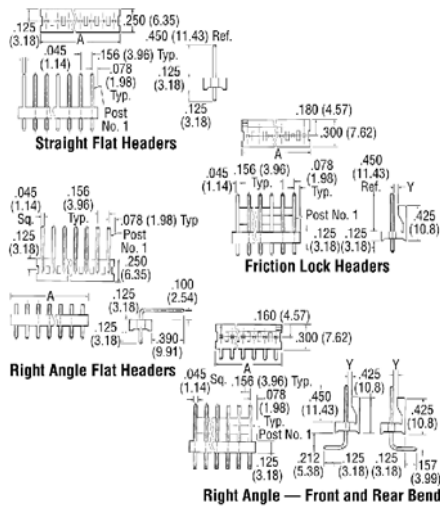 .125
(3.18)
.250 (6.35)
A
.045
(1.14)
.156 (3.96) Typ.
.078
(1.98)
Typ.
Post
No. 1
.450 (11.43) Ref.
.125
(3.18)
.125
(3.18)
Straight Flat Headers
.180 (4.57)
.300 (7.62)
A
.045
(1.14)
.156 (3.96)
Typ.
.078
(1.98)
Typ.
Post No. 1
.450
(11.43)
Ref.
Y
.425
(10.8)
.125
(3.18)
.125
(3.18)
Friction Lock Headers
.045
(1.14)
Sq.
.156
(3.96)
Typ.
.078 (1.98) Typ
Post
No. 1
.125
(3.18)
.250
(6.35)
A
.125
(3.18)
.100
(2.54)
.125
(3.18)
.390
(9.91)
Right Angle Flat Headers
.160 (4.57)
.300 (7.62)
A
.045
(1.14)
Sq.
.156 (3.96) Typ.
.078
(1.98)
Typ.
Post No. 1
.125
(3.18)
Y
.425
(10.8)
.450
(11.43)
.212
(5.38)
.125
(3.18)
Y
.425
(10.8)
.125
(3.18)
.157
(3.99)
Right Angle — Front and Rear Bend